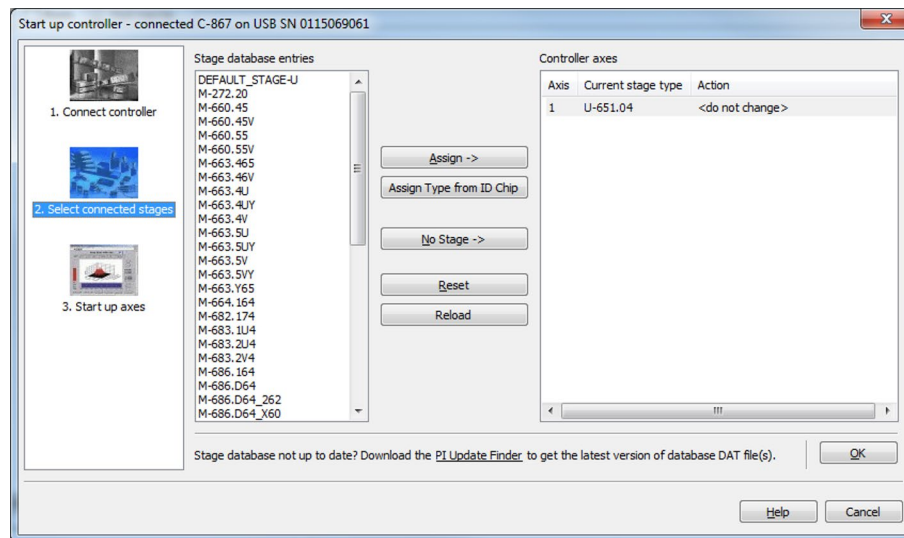 Start up controller - connected C-867 on USB SN 0115069061
1. Connect controller
2. Select connected stages
3. Start up axes
Stage database entries
DEFAULT_STAGE-U
M-272.20
M-660.45
M-660.45V
M-660.55
M-660.55V
M-663.465
M-663.46V
M-663.4U
M-663.4UY
M-663.4V
M-663.5U
M-663.5UY
M-663.5V
M-663.5VY
M-663.Y65
M-664.164
M-682.174
M-683.1U4
M-683.2U4
M-683.2V4
M-686.164
M-686.D64
M-686.D64_262
M-686.D64_X60
Assign ->
Assign Type from ID Chip
No Stage ->
Reset
Reload
Controller axes
Axis Current stage type Action
1 U-651.04 <do not change>
Stage database not up to date? Download the PI Update Finder to get the latest version of database DAT file(s).
OK
Help Cancel